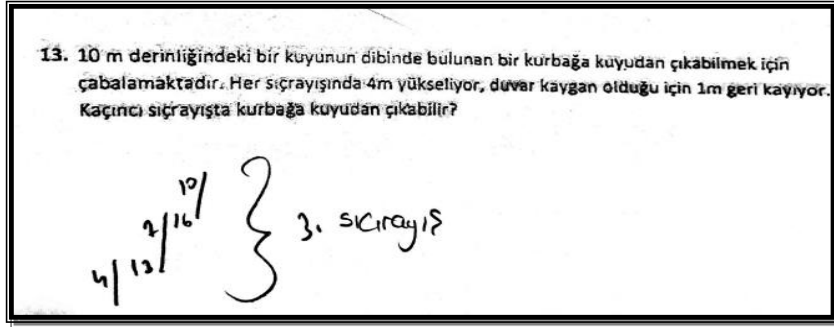 13. 10 m derinliğindeki bir kuyunun dibinde bulunan bir kurbağa kuyudan çıkabilmek için
çabalamaktadır. Her sıçrayışında 4m yükseliyor, duvar kaygan olduğu için 1m geri kayıyor.
Kaçıncı sıçrayışta kurbağa kuyudan çıkabilir?
10/
7/16
4/13
3. sıçrayış